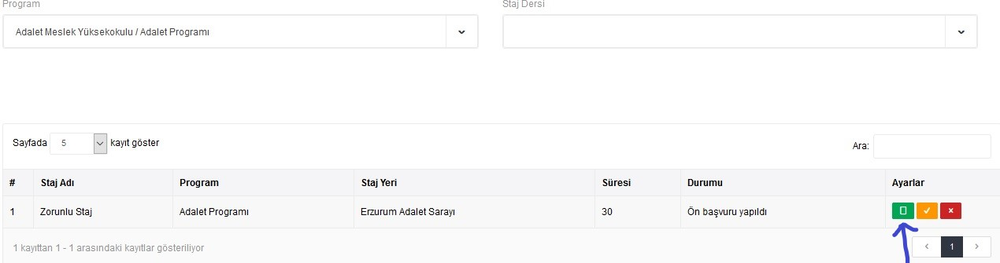 Program Staj Dersi
Adalet Meslek Yüksekokulu / Adalet Programı
Sayfada 5 kayıt göster Ara:
# Staj Adı Program Staj Yeri Süresi Durumu Ayarlar
1 Zorunlu Staj Adalet Programı Erzurum Adalet Sarayı 30 Ön başvuru yapıldı
1 kayıttan 1 - 1 arasındaki kayıtlar gösteriliyor 1